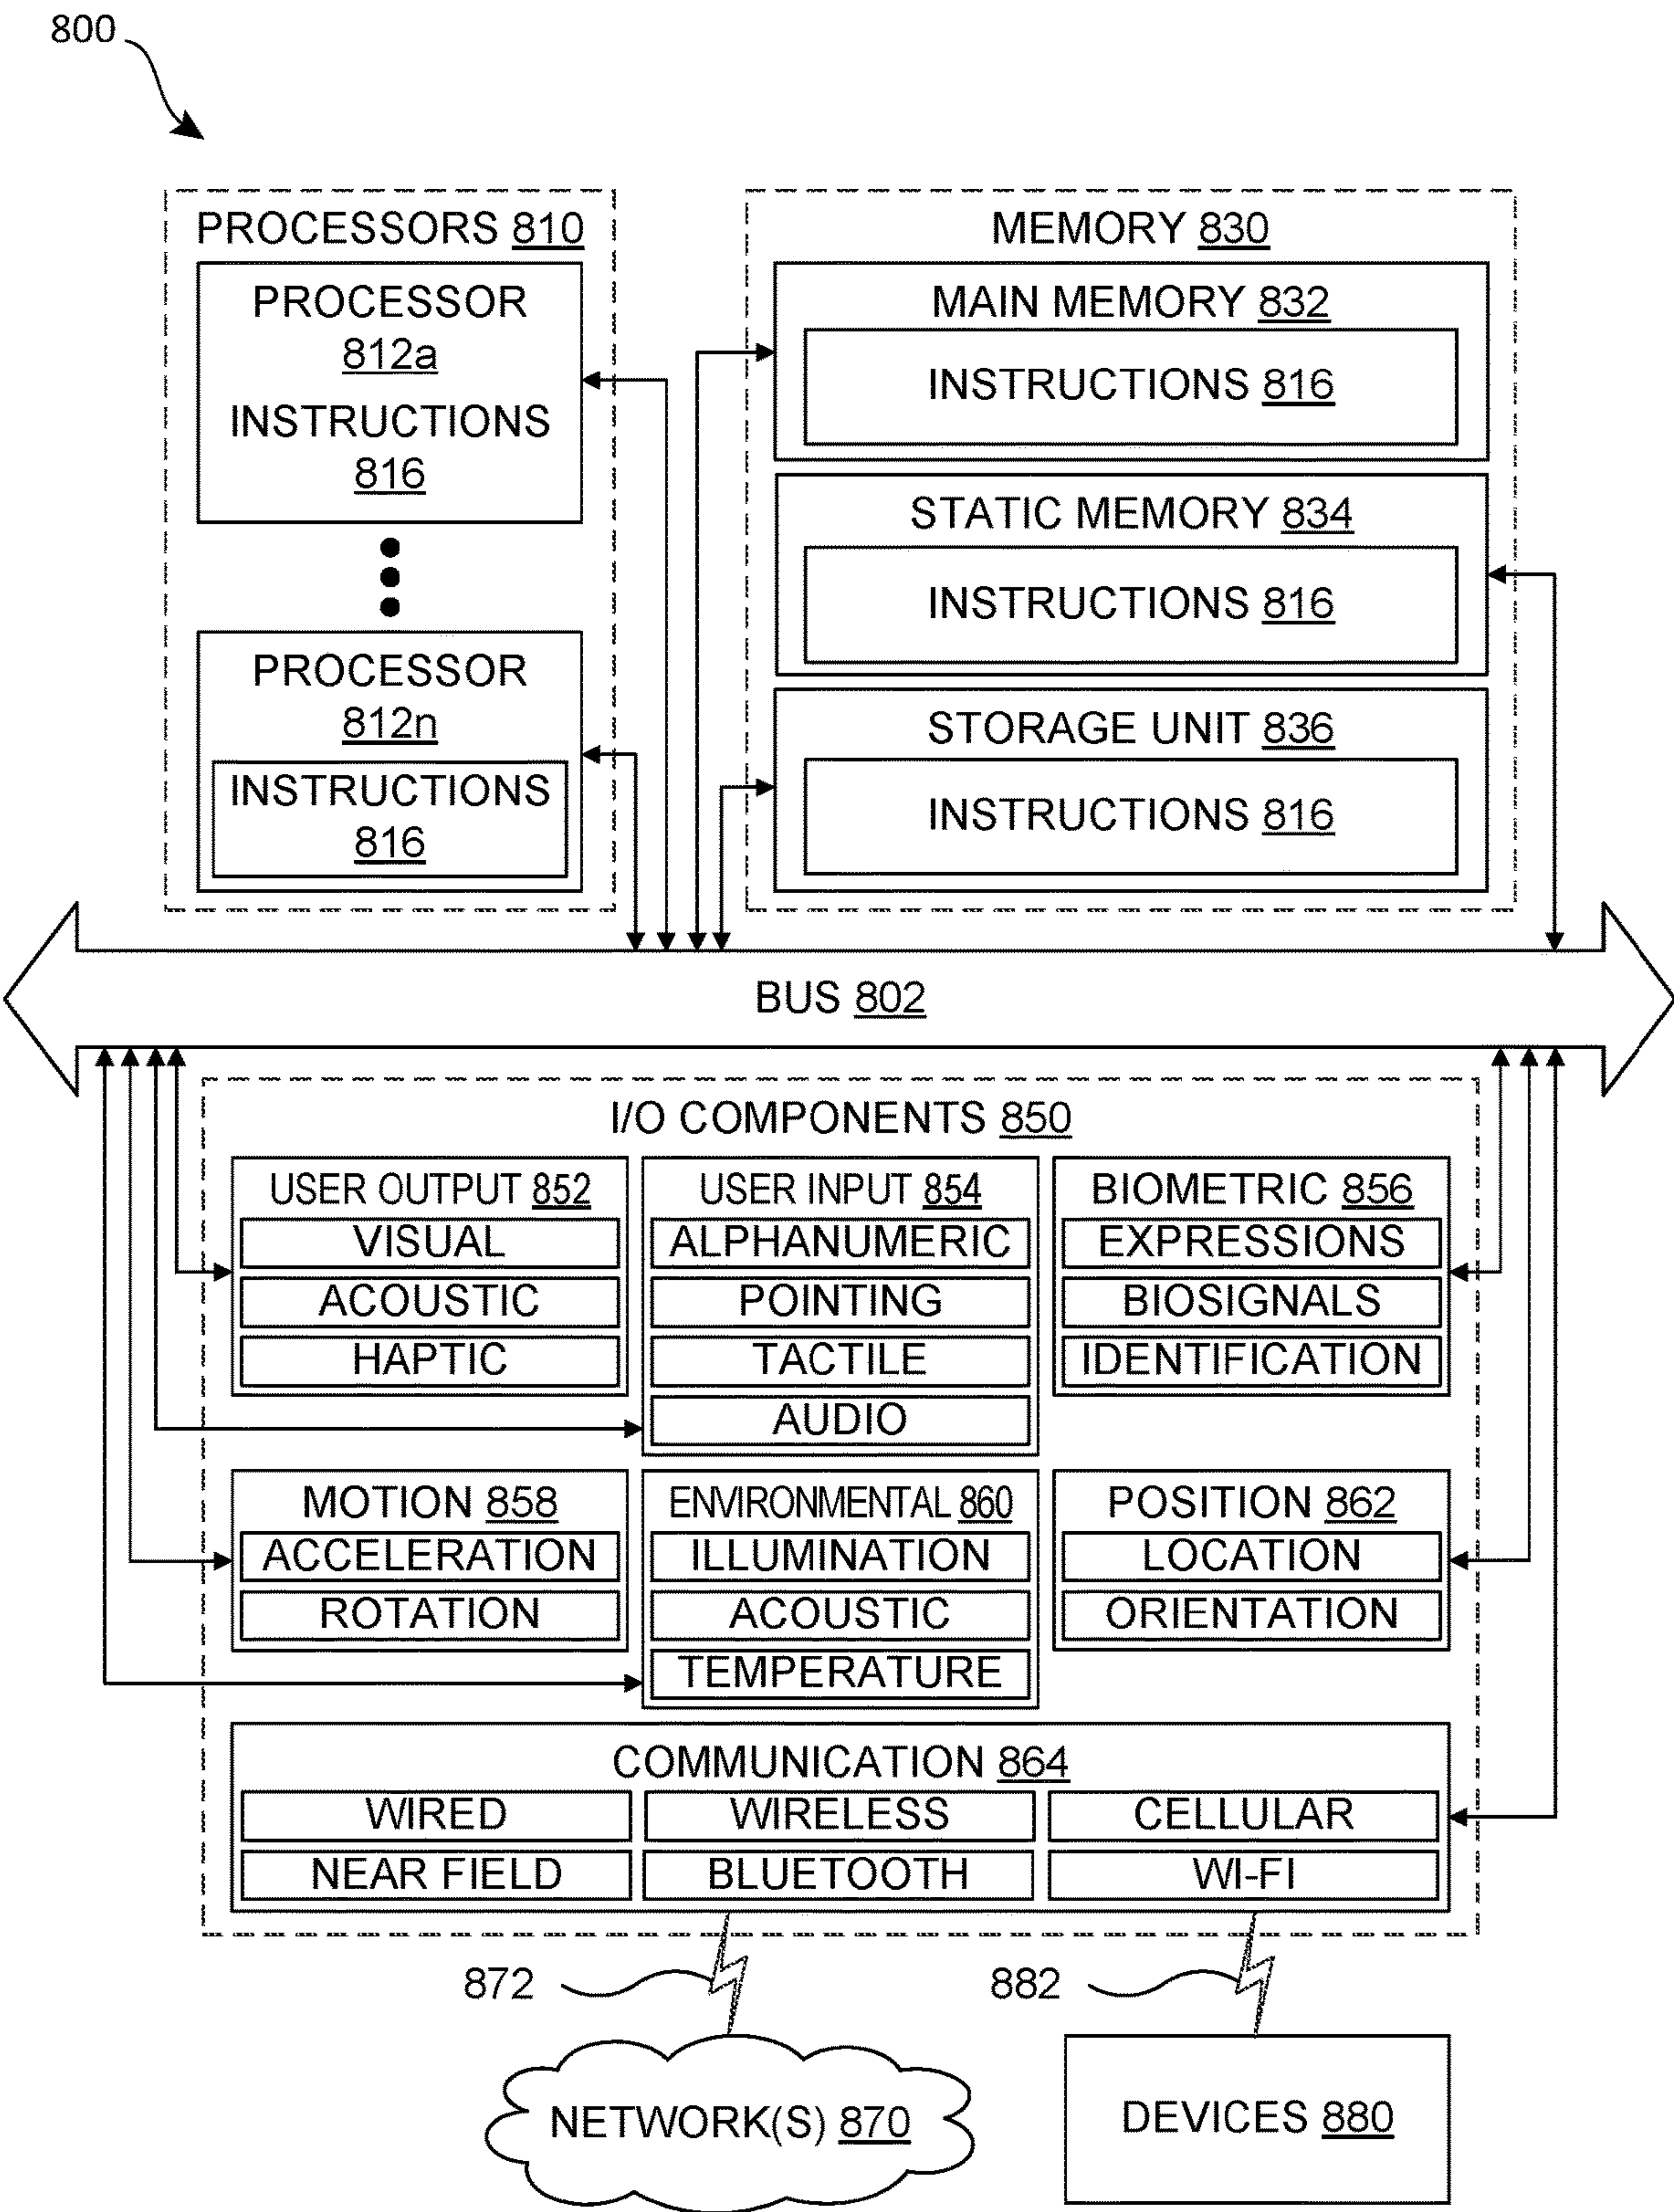 800
PROCESSORS 810
PROCESSOR
812a
INSTRUCTIONS
816
PROCESSOR
812n
INSTRUCTIONS
816
MEMORY 830
MAIN MEMORY 832
INSTRUCTIONS 816
STATIC MEMORY 834
INSTRUCTIONS 816
STORAGE UNIT 836
INSTRUCTIONS 816
BUS 802
I/O COMPONENTS 850
USER OUTPUT 852
VISUAL
ACOUSTIC
HAPTIC
USER INPUT 854
ALPHANUMERIC
POINTING
TACTILE
AUDIO
BIOMETRIC 856
EXPRESSIONS
BIOSIGNALS
IDENTIFICATION
MOTION 858
ACCELERATION
ROTATION
ENVIRONMENTAL 860
ILLUMINATION
ACOUSTIC
TEMPERATURE
POSITION 862
LOCATION
ORIENTATION
COMMUNICATION 864
WIRED
WIRELESS
CELLULAR
NEAR FIELD
BLUETOOTH
WI-FI
872
882
NETWORK(S) 870
DEVICES 880